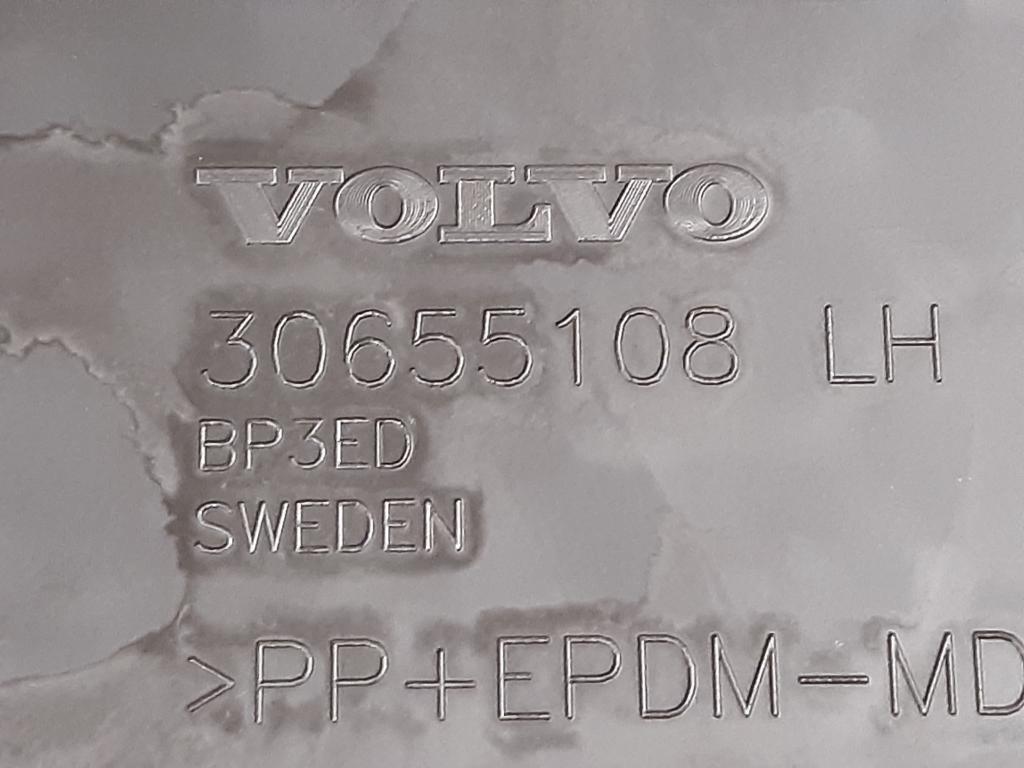 VOLVO
30655108 LH
BP3ED
SWEDEN
>PP+EPDM-MD